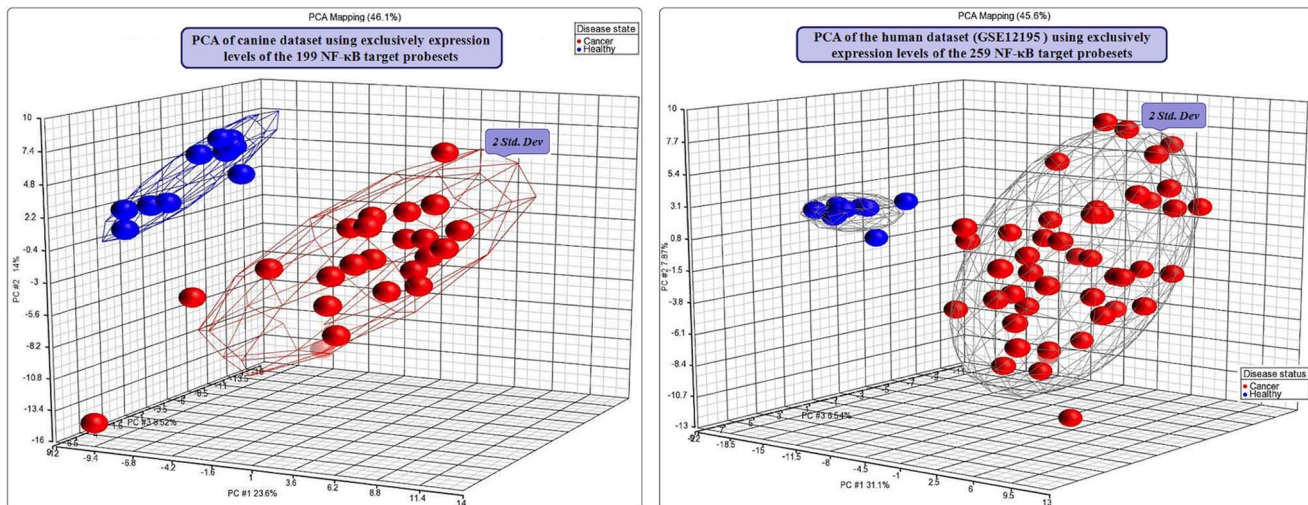 PCA Mapping (46.1%)
PCA of canine dataset using exclusively expression
levels of the 199 NF-κB target probesets
Disease state
Cancer
Healthy
2 Std. Dev
10
7.4
4.8
2.2
-0.4
-3
-5.6
-8.2
-10.8
-13.4
-16
PC #2 14%
PC #3 8.52%
-12
-9.4
-6.8
-4.2
-1.6
1
3.6
6.2
8.8
11.4
14
PC #1 23.6%
PCA Mapping (45.6%)
PCA of the human dataset (GSE12195 ) using exclusively
expression levels of the 259 NF-κB target probesets
2 Std. Dev
10
7.7
5.4
3.1
0.8
-1.5
-3.8
-6.1
-8.4
-10.7
-13
PC #2 7.87%
PC #3 6.54%
-22
-18.5
-15
-11.5
-8
-4.5
-1
2.5
6
9.5
13
PC #1 31.1%
Disease status
Cancer
Healthy